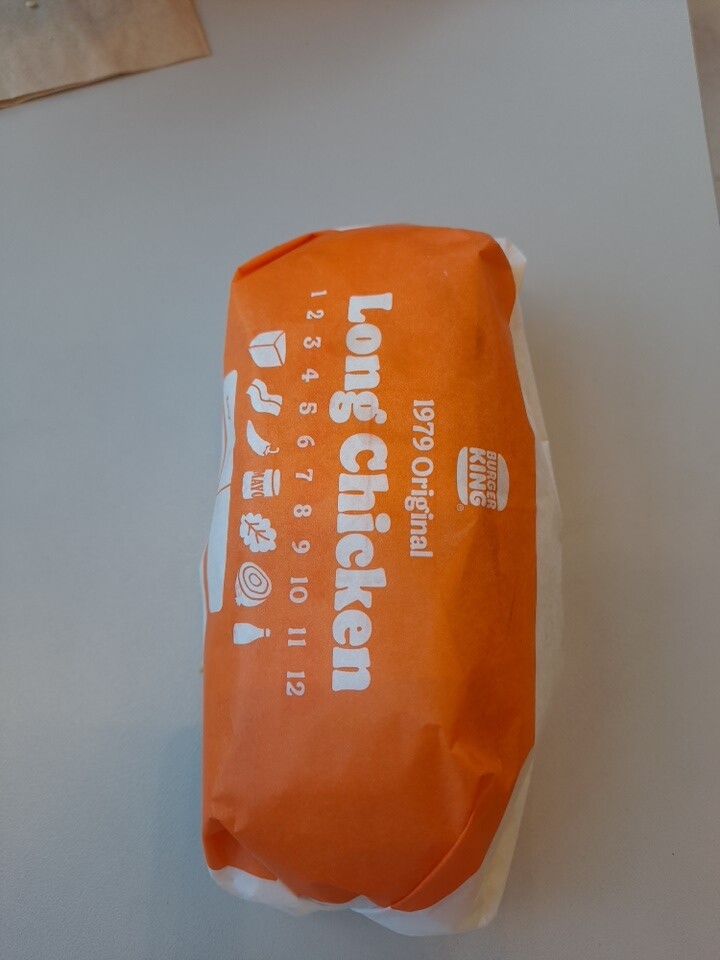 BURGER
KING®
1979 Original
Long Chicken
1 2 3 4 5 6 7 8 9 10 11 12
MAYO